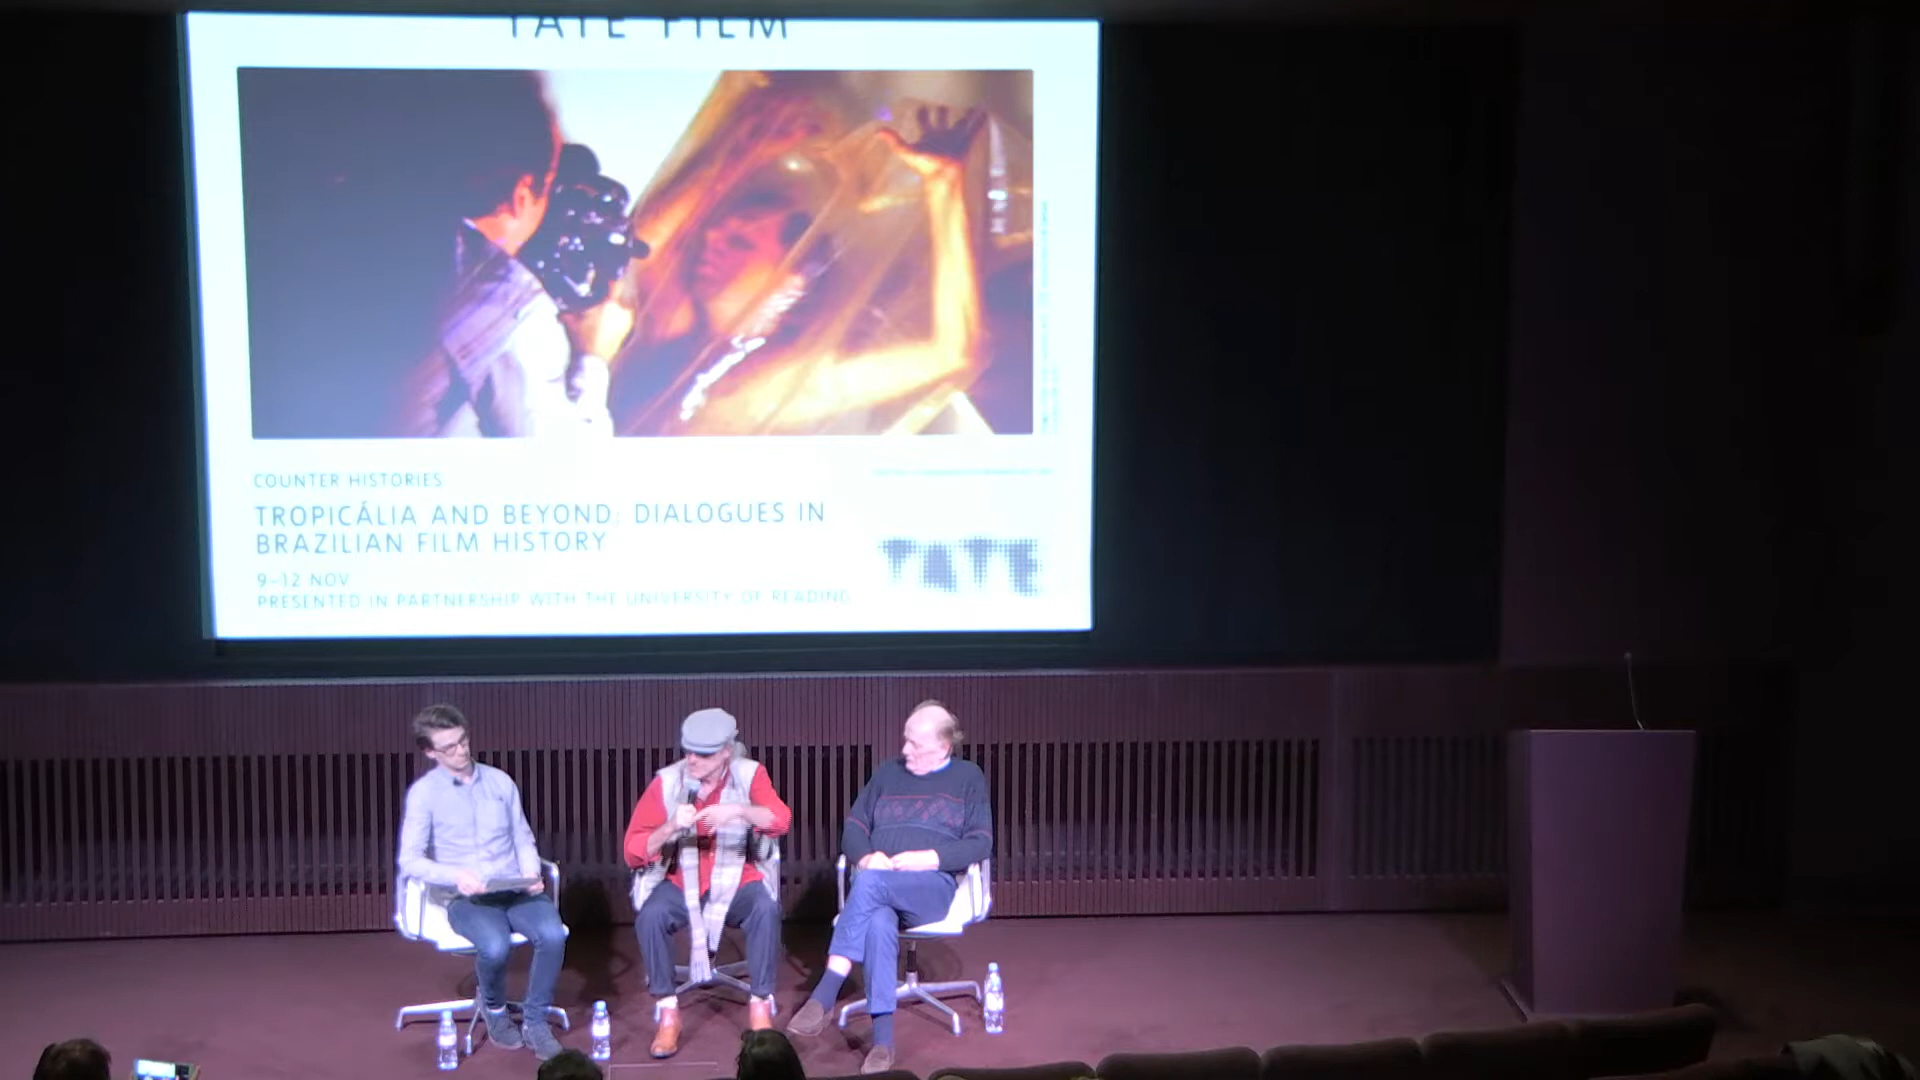 TATE FILM
COUNTER HISTORIES
TROPICÁLIA AND BEYOND: DIALOGUES IN
BRAZILIAN FILM HISTORY
9–12 NOV
PRESENTED IN PARTNERSHIP WITH THE UNIVERSITY OF READING
TATE